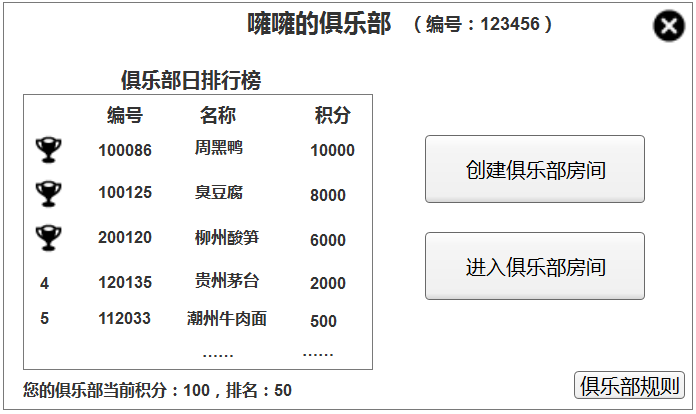 噰噰的俱乐部 （编号：123456）
俱乐部日排行榜
编号 名称 积分
100086 周黑鸭 10000
100125 臭豆腐 8000
200120 柳州酸笋 6000
4 120135 贵州茅台 2000
5 112033 潮州牛肉面 500
…… ……
您的俱乐部当前积分：100，排名：50
创建俱乐部房间
进入俱乐部房间
俱乐部规则